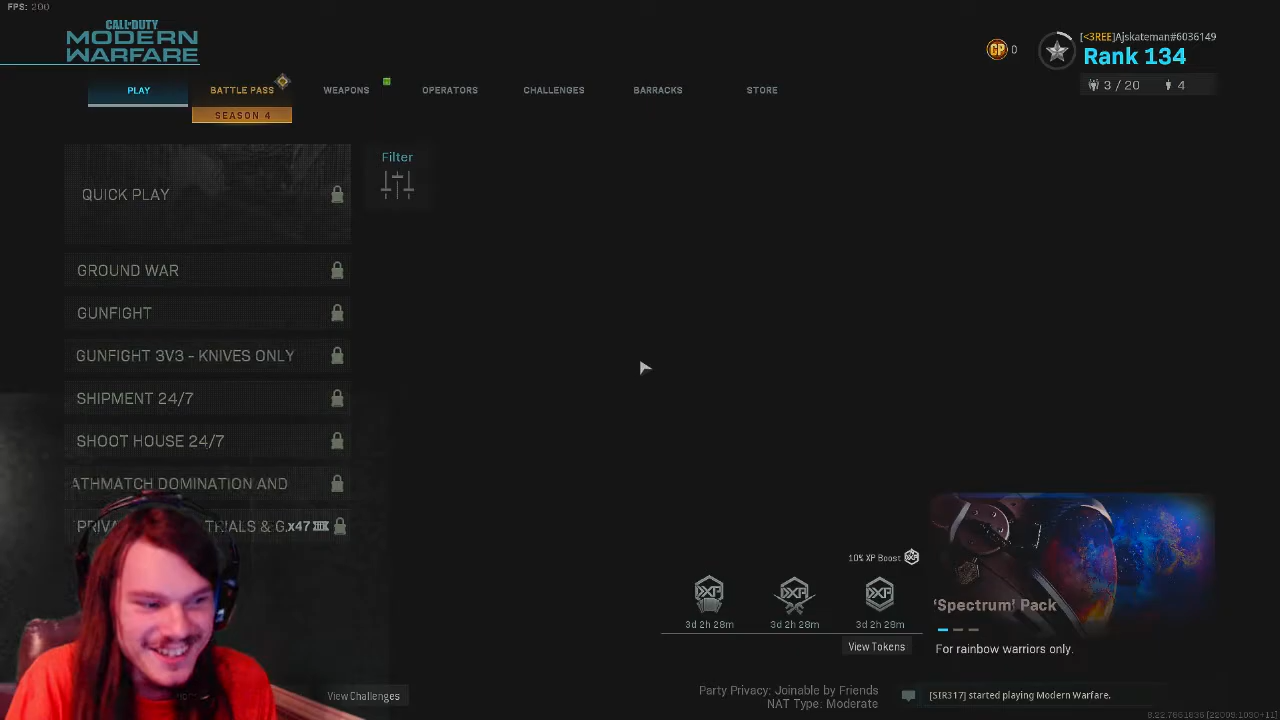 FPS: 200
CALL OF DUTY
MODERN
WARFARE
CP 0
[<3REE]Ajskateman#6036149
Rank 134
3 / 20 4
PLAY
BATTLE PASS
WEAPONS
OPERATORS
CHALLENGES
BARRACKS
STORE
SEASON 4
Filter
QUICK PLAY
GROUND WAR
GUNFIGHT
GUNFIGHT 3V3 - KNIVES ONLY
SHIPMENT 24/7
SHOOT HOUSE 24/7
ATHMATCH DOMINATION AND
PRIVA TRIALS & G. x47
10% XP Boost
3d 2h 28m
3d 2h 28m
3d 2h 28m
View Tokens
'Spectrum' Pack
For rainbow warriors only.
View Challenges
Party Privacy: Joinable by Friends
NAT Type: Moderate
[SIR317] started playing Modern Warfare.